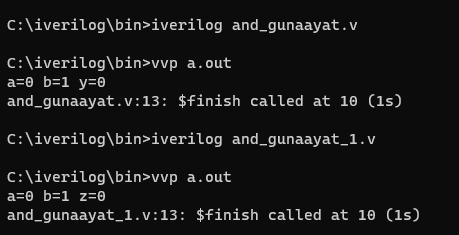 C:\iverilog\bin>iverilog and_gunaayat.v
C:\iverilog\bin>vvp a.out
a=0 b=1 y=0
and_gunaayat.v:13: $finish called at 10 (1s)
C:\iverilog\bin>iverilog and_gunaayat_1.v
C:\iverilog\bin>vvp a.out
a=0 b=1 z=0
and_gunaayat_1.v:13: $finish called at 10 (1s)